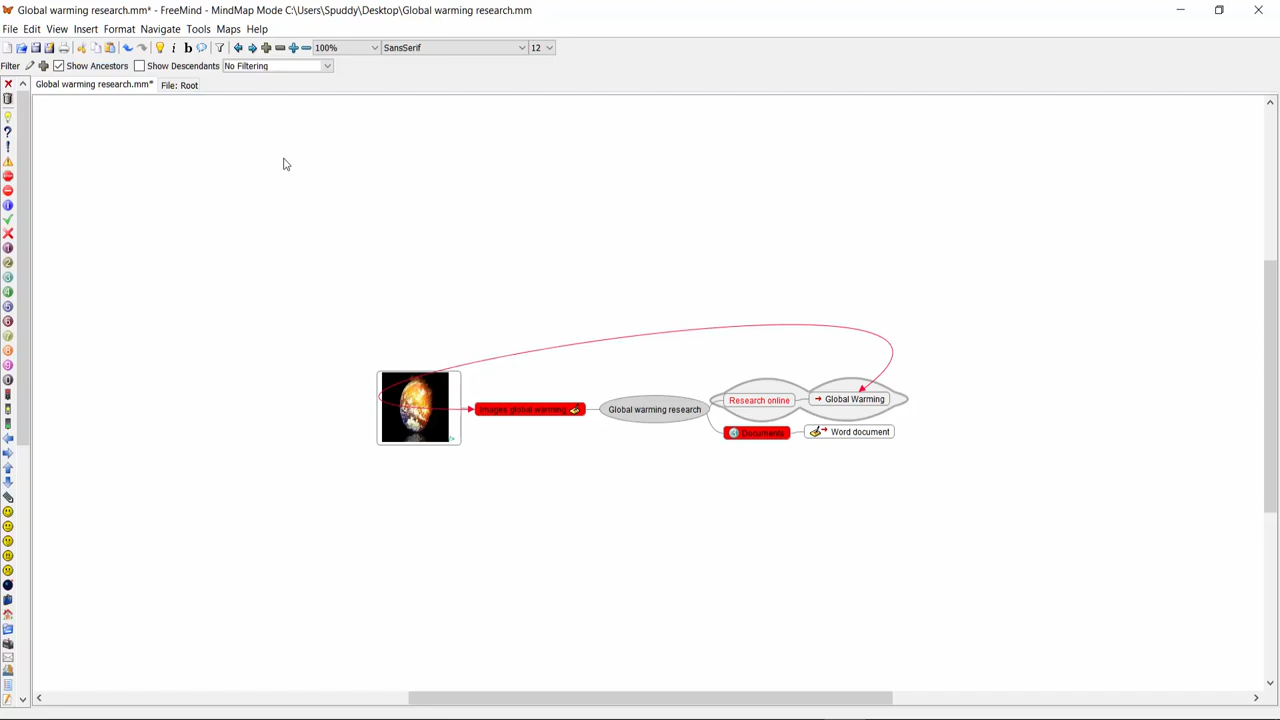 Global warming research.mm* - FreeMind - MindMap Mode C:\Users\Spuddy\Desktop\Global warming research.mm
File Edit View Insert Format Navigate Tools Maps Help
i b 100% SansSerif 12
Filter Show Ancestors Show Descendants No Filtering
Global warming research.mm* File: Root
Images global warming
Global warming research
Research online
Global Warming
Documents
Word document